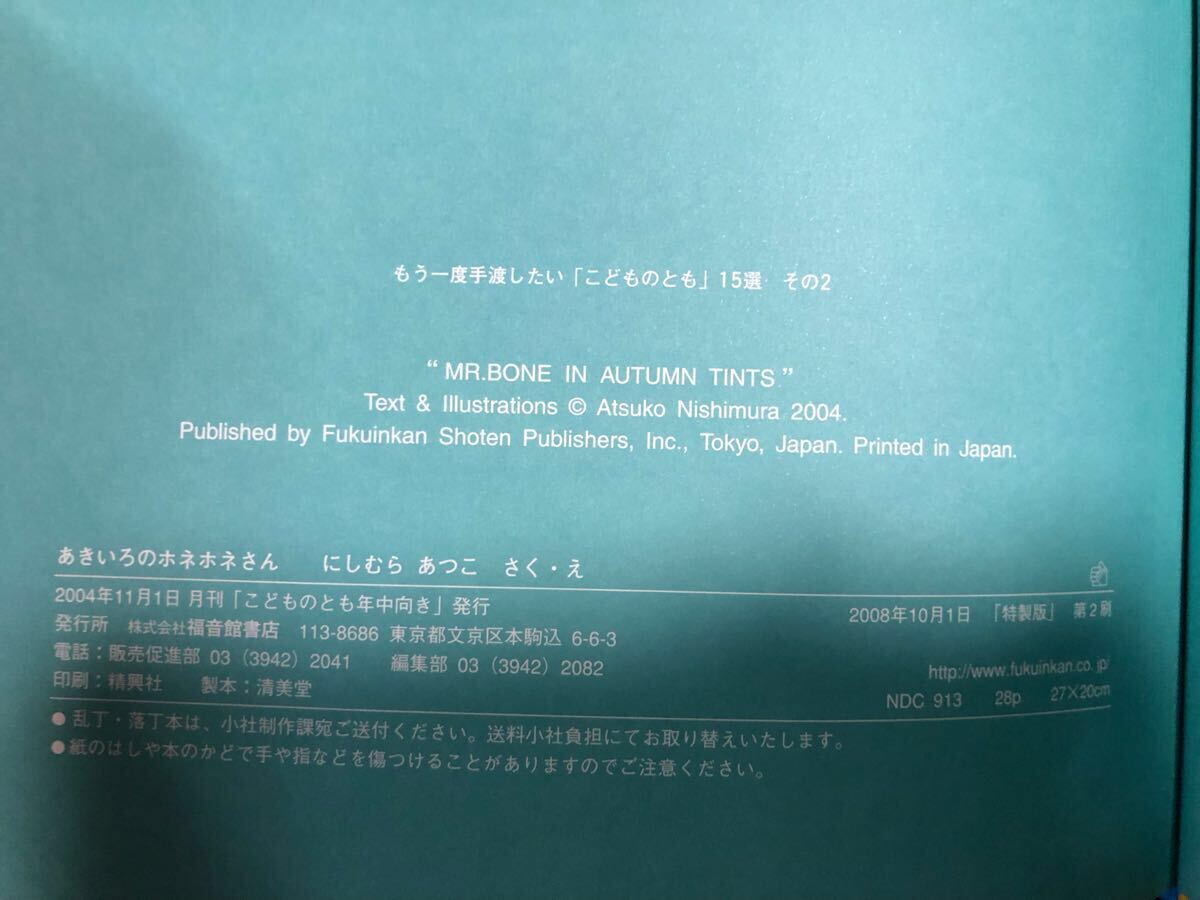 もう一度手渡したい「こどものとも」15選 その2
“ MR.BONE IN AUTUMN TINTS ”
Text & Illustrations © Atsuko Nishimura 2004.
Published by Fukuinkan Shoten Publishers, Inc., Tokyo, Japan. Printed in Japan.
あきいろのホネホネさん　にしむら あつこ　さく・え
2004年11月1日 月刊「こどものとも年中向き」発行　2008年10月1日　「特製版」　第2刷
発行所　株式会社福音館書店　113-8686 東京都文京区本駒込 6-6-3
電話：販売促進部 03（3942）2041　編集部 03（3942）2082　http://www.fukuinkan.co.jp/
印刷：精興社　製本：清美堂　NDC 913　28p　27×20cm
● 乱丁・落丁本は、小社制作課宛ご送付ください。送料小社負担にてお取り替えいたします。
●紙のはしや本のかどで手や指などを傷つけることがありますのでご注意ください。